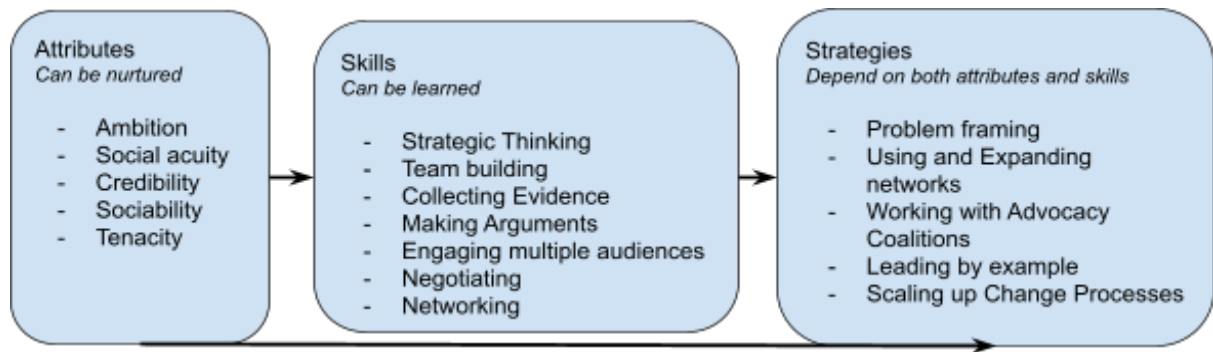 Attributes
Can be nurtured
- Ambition
- Social acuity
- Credibility
- Sociability
- Tenacity
Skills
Can be learned
- Strategic Thinking
- Team building
- Collecting Evidence
- Making Arguments
- Engaging multiple audiences
- Negotiating
- Networking
Strategies
Depend on both attributes and skills
- Problem framing
- Using and Expanding
networks
- Working with Advocacy
Coalitions
- Leading by example
- Scaling up Change Processes